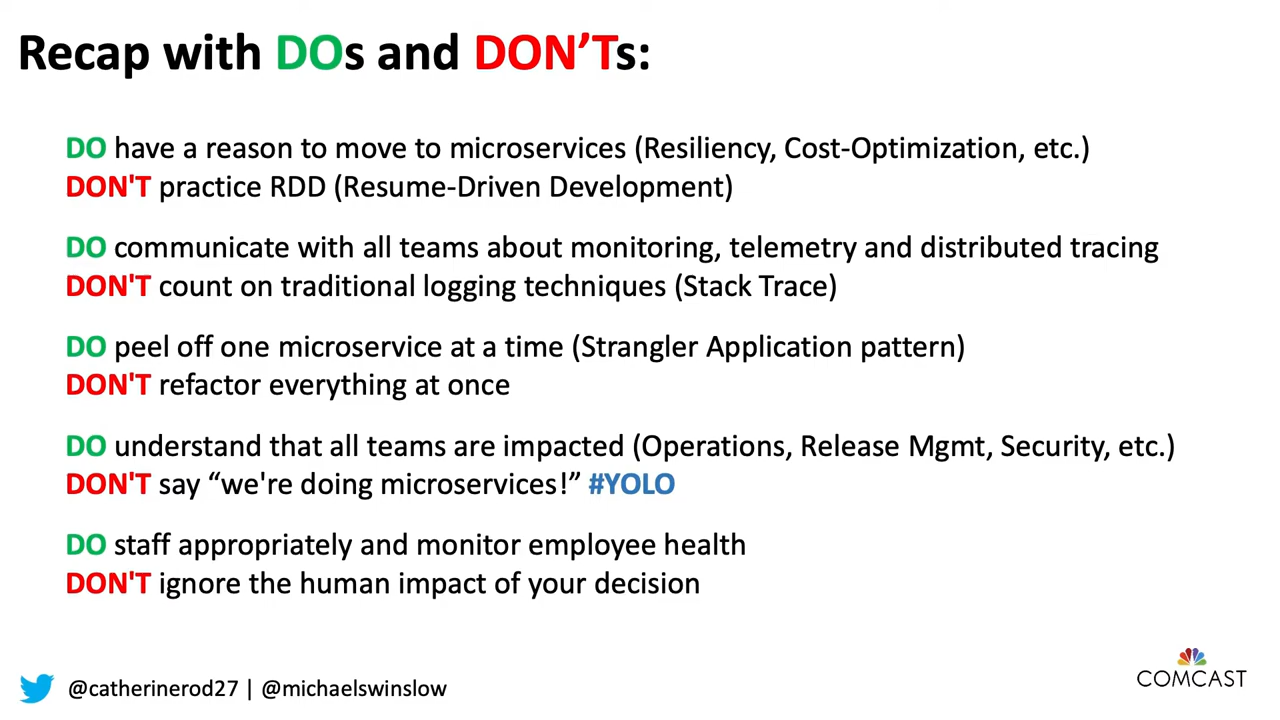 Recap with DOs and DON’Ts:
DO have a reason to move to microservices (Resiliency, Cost-Optimization, etc.)
DON'T practice RDD (Resume-Driven Development)
DO communicate with all teams about monitoring, telemetry and distributed tracing
DON'T count on traditional logging techniques (Stack Trace)
DO peel off one microservice at a time (Strangler Application pattern)
DON'T refactor everything at once
DO understand that all teams are impacted (Operations, Release Mgmt, Security, etc.)
DON'T say “we're doing microservices!” #YOLO
DO staff appropriately and monitor employee health
DON'T ignore the human impact of your decision
@catherinerod27 | @michaelswinslow
COMCAST